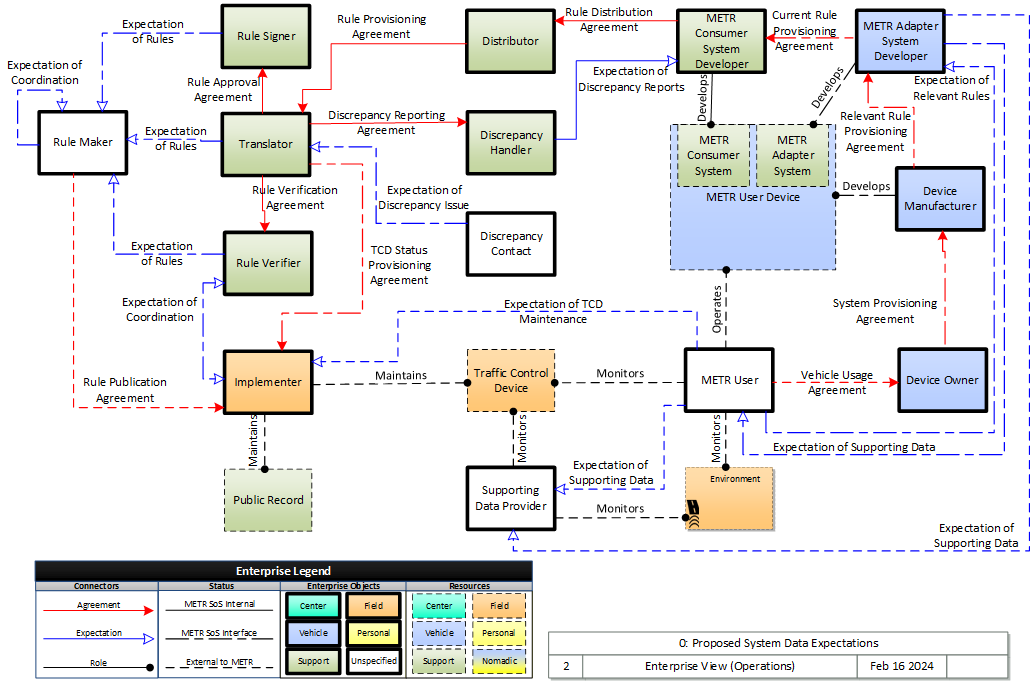 Expectation
of Rules
Rule Signer
Rule Provisioning
Agreement
Distributor
Rule Distribution
Agreement
METR
Consumer
System
Developer
Current Rule
Provisioning
Agreement
METR Adapter
System
Developer
Expectation of
Coordination
Rule Approval
Agreement
Expectation of
Discrepancy Reports
Develops
Develops
Expectation of
Relevant Rules
Rule Maker
Expectation
of Rules
Translator
Discrepancy Reporting
Agreement
Discrepancy
Handler
METR
Consumer
System
METR
Adapter
System
METR User Device
Relevant Rule
Provisioning
Agreement
Develops
Device
Manufacturer
Rule Verification
Agreement
Expectation of
Discrepancy Issue
Discrepancy
Contact
Expectation
of Rules
Rule Verifier
TCD Status
Provisioning
Agreement
Expectation of
Coordination
Expectation of TCD
Maintenance
Operates
System Provisioning
Agreement
Rule Publication
Agreement
Implementer
Maintains
Traffic Control
Device
Monitors
METR User
Vehicle Usage
Agreement
Device Owner
Maintains
Monitors
Monitors
Expectation of Supporting Data
Public Record
Supporting
Data Provider
Expectation of
Supporting Data
Monitors
Environment
Expectation of
Supporting Data
Enterprise Legend
Connectors
Status
Enterprise Objects
Resources
Agreement
METR SoS Internal
Center
Field
Center
Field
Expectation
METR SoS Interface
Vehicle
Personal
Vehicle
Personal
Role
External to METR
Support
Unspecified
Support
Nomadic
0: Proposed System Data Expectations
2
Enterprise View (Operations)
Feb 16 2024